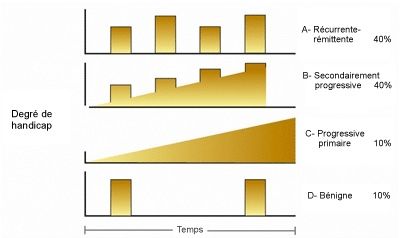 A- Récurrente-
rémittente 40%
B- Secondairement
progressive 40%
Degré de
handicap
C- Progressive
primaire 10%
D- Bénigne 10%
Temps